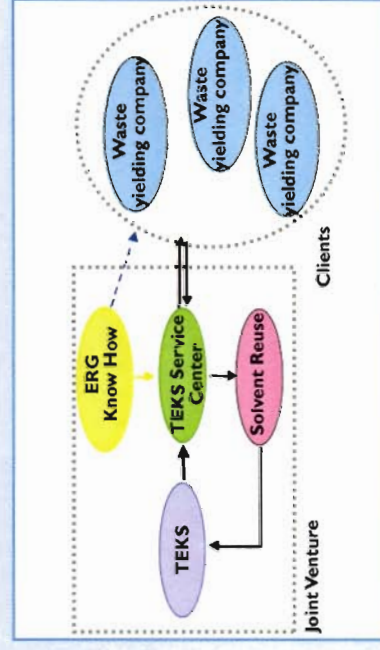 ERG
Know How
TEKS
TEKS Service
Center
Solvent Reuse
Joint Venture
Waste
yielding company
Waste
yielding company
Waste
yielding company
Clients